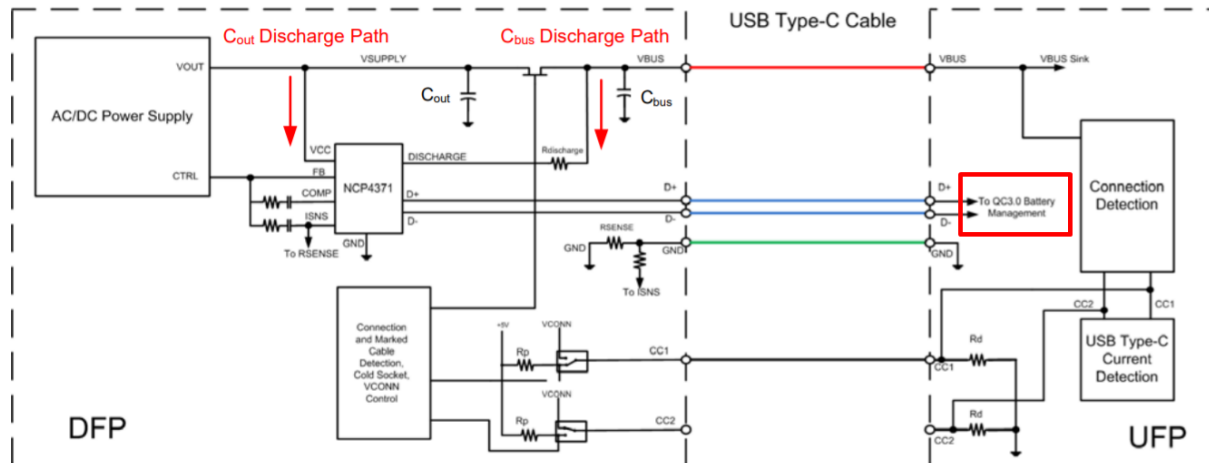 USB Type-C Cable
Cout Discharge Path
Cbus Discharge Path
VOUT
VSUPPLY
VBUS
VBUS
VBUS Sink
AC/DC Power Supply
Cout
Cbus
VCC
DISCHARGE
Rdischarge
CTRL
FB
NCP4371
COMP
D+
D+
D+
To QC3.0 Battery
Management
Connection
Detection
ISNS
D-
D-
D-
GND
To RSENSE
RSENSE
GND
GND
GND
To ISNS
CC2
CC1
Connection
and Marked
Cable
Detection,
Cold Socket,
VCONN
Control
+5V
VCONN
Rp
CC1
CC1
Rd
USB Type-C
Current
Detection
VCONN
Rp
CC2
CC2
Rd
DFP
UFP